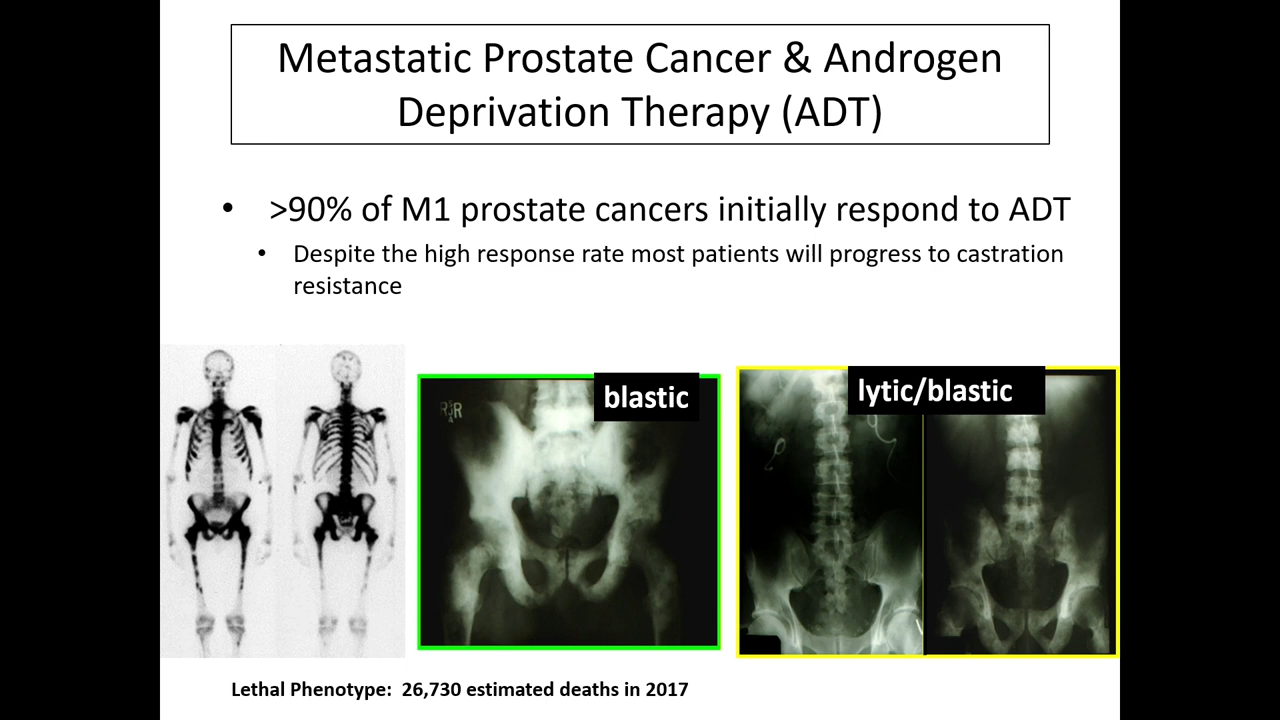 Metastatic Prostate Cancer & Androgen
Deprivation Therapy (ADT)
• >90% of M1 prostate cancers initially respond to ADT
• Despite the high response rate most patients will progress to castration
resistance
blastic
lytic/blastic
Lethal Phenotype: 26,730 estimated deaths in 2017